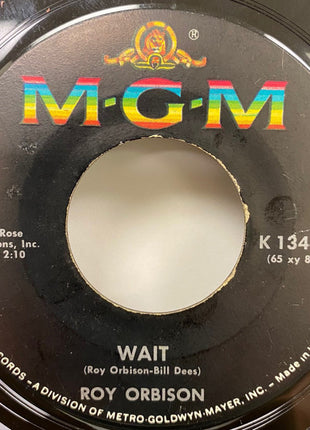 ®
M-G-M
Rose
ons, Inc.
2:10
K 134
(65 xy 8
WAIT
(Roy Orbison-Bill Dees)
ROY ORBISON
CORDS - A DIVISION OF METRO-GOLDWYN-MAYER, INC. - Made in